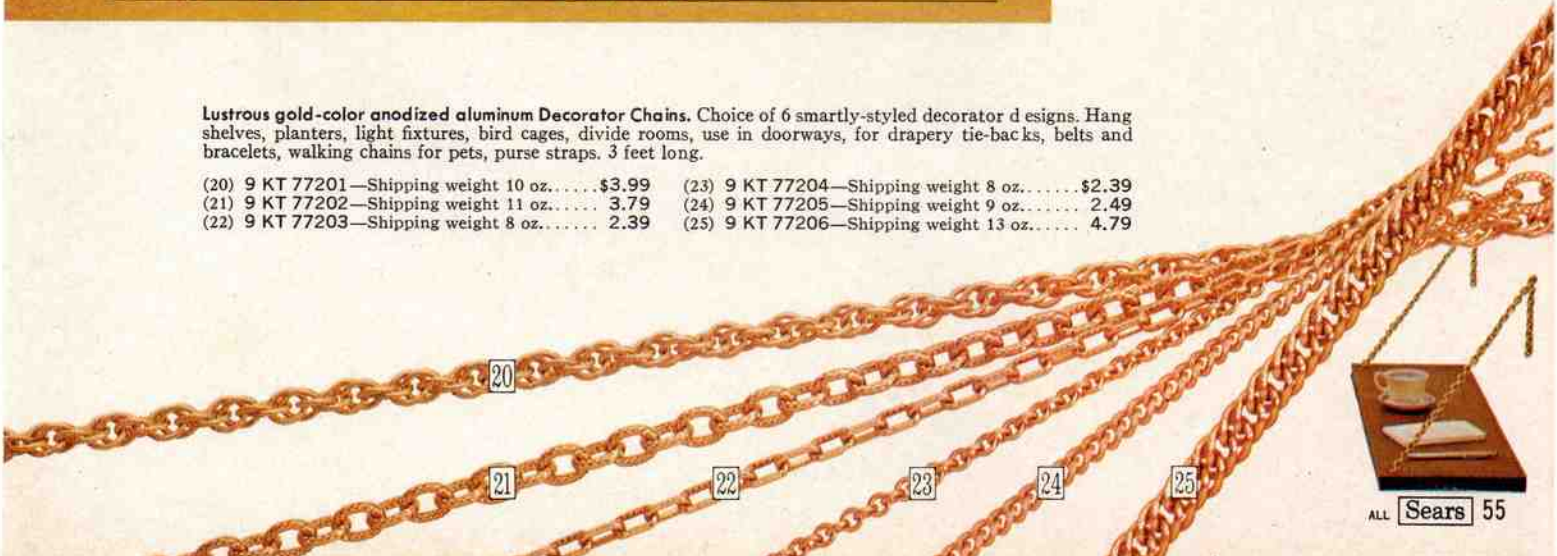 Lustrous gold-color anodized aluminum Decorator Chains. Choice of 6 smartly-styled decorator d esigns. Hang
shelves, planters, light fixtures, bird cages, divide rooms, use in doorways, for drapery tie-backs, belts and
bracelets, walking chains for pets, purse straps. 3 feet long.
(20) 9 KT 77201—Shipping weight 10 oz......$3.99
(21) 9 KT 77202—Shipping weight 11 oz...... 3.79
(22) 9 KT 77203—Shipping weight 8 oz....... 2.39
(23) 9 KT 77204—Shipping weight 8 oz.......$2.39
(24) 9 KT 77205—Shipping weight 9 oz....... 2.49
(25) 9 KT 77206—Shipping weight 13 oz...... 4.79
20
21
22
23
24
25
ALL Sears 55